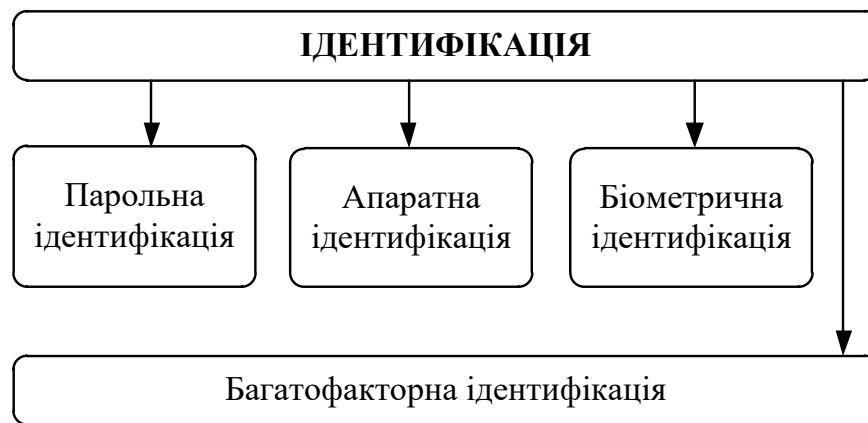 ІДЕНТИФІКАЦІЯ
Парольна
ідентифікація
Апаратна
ідентифікація
Біометрична
ідентифікація
Багатофакторна ідентифікація